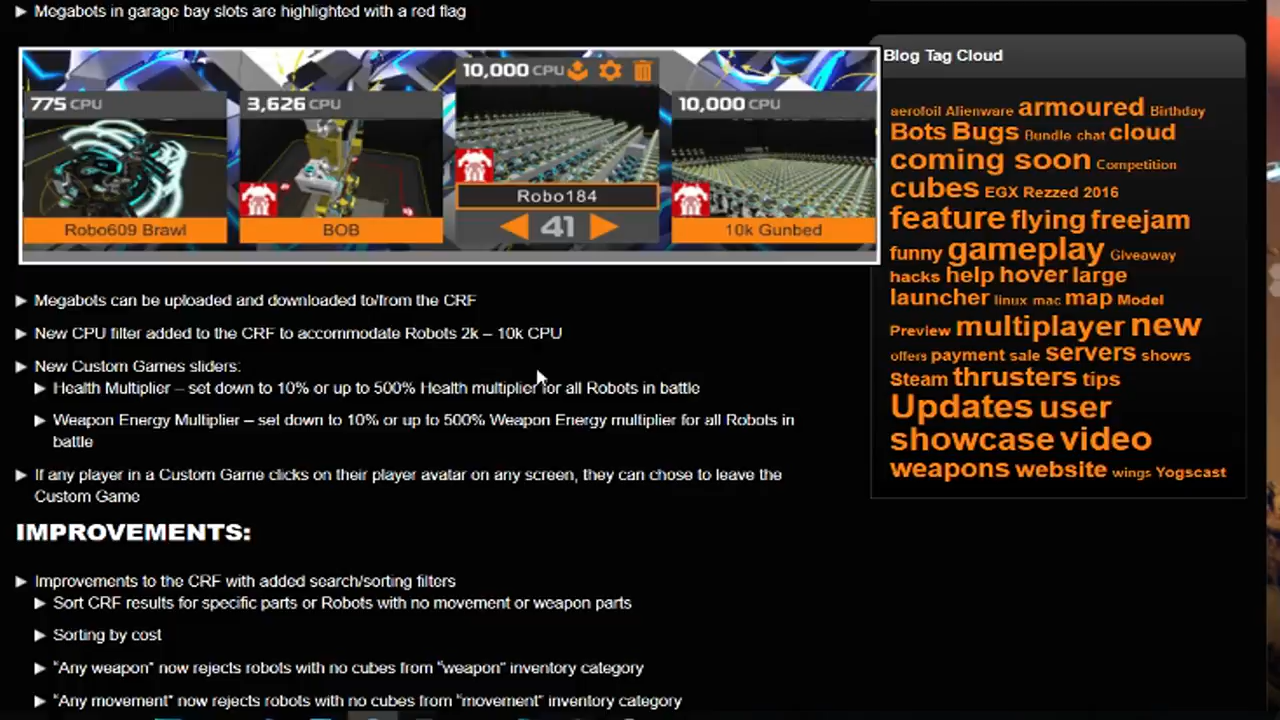 Megabots in garage bay slots are highlighted with a red flag
775 CPU
Robo609 Brawl
3,626 CPU
BOB
10,000 CPU
Robo184
41
10,000 CPU
10k Gunbed
Megabots can be uploaded and downloaded to/from the CRF
New CPU filter added to the CRF to accommodate Robots 2k – 10k CPU
New Custom Games sliders:
Health Multiplier – set down to 10% or up to 500% Health multiplier for all Robots in battle
Weapon Energy Multiplier – set down to 10% or up to 500% Weapon Energy multiplier for all Robots in
battle
If any player in a Custom Game clicks on their player avatar on any screen, they can chose to leave the
Custom Game
IMPROVEMENTS:
Improvements to the CRF with added search/sorting filters
Sort CRF results for specific parts or Robots with no movement or weapon parts
Sorting by cost
“Any weapon” now rejects robots with no cubes from “weapon” inventory category
“Any movement” now rejects robots with no cubes from “movement” inventory category
Blog Tag Cloud
aerofoil Alienware armoured Birthday
Bots Bugs Bundle chat cloud
coming soon Competition
cubes EGX Rezzed 2016
feature flying freejam
funny gameplay Giveaway
hacks help hover large
launcher linux mac map Model
Preview multiplayer new
offers payment sale servers shows
Steam thrusters tips
Updates user
showcase video
weapons website wings Yogscast